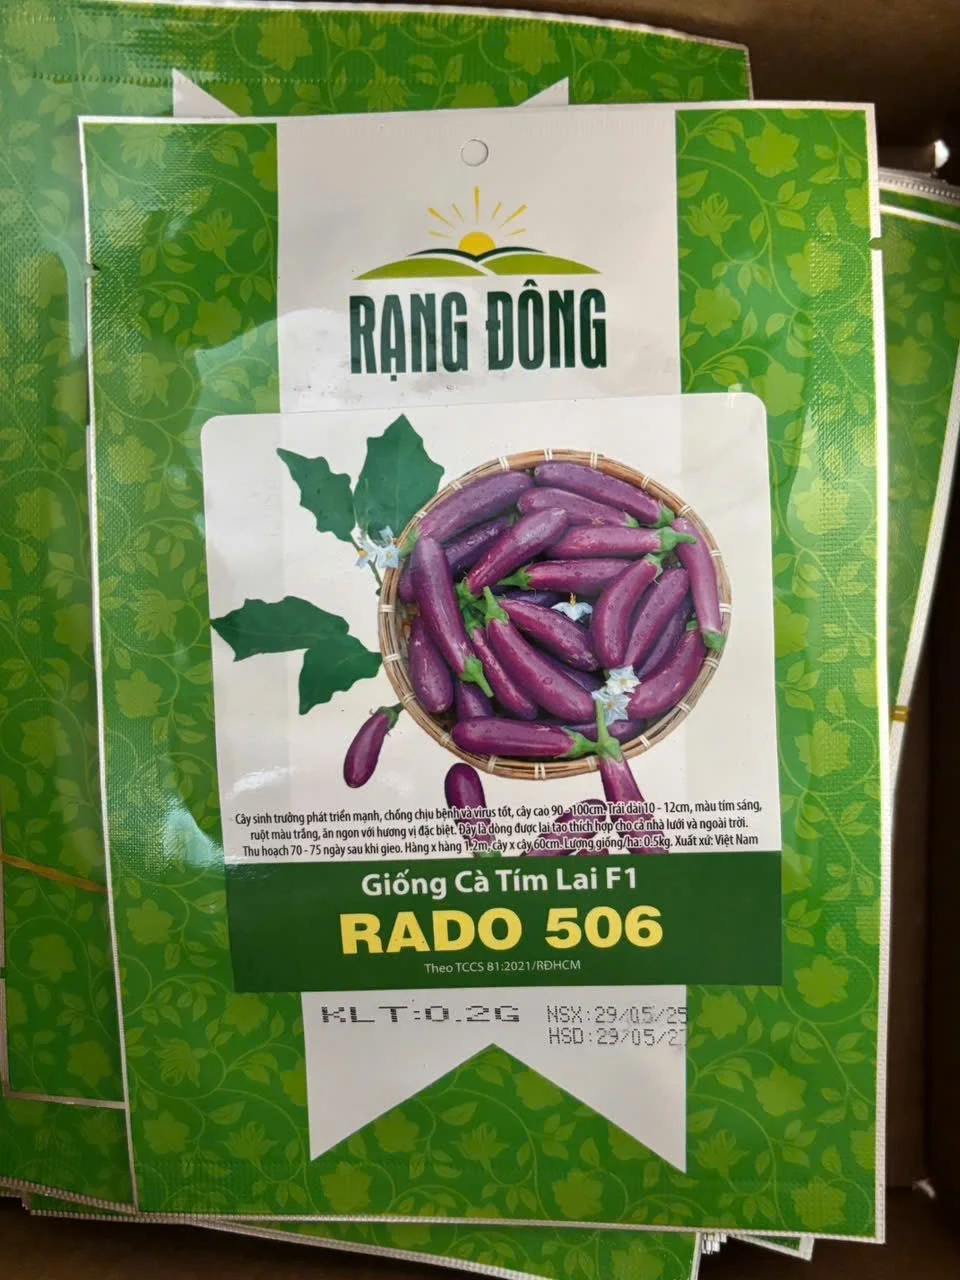 RẠNG ĐÔNG
Cây sinh trưởng phát triển mạnh, chống chịu bệnh và virus tốt, cây cao 90 - 100cm. Trái dài 10 - 12cm, màu tím sáng,
ruột màu trắng, ăn ngon với hương vị đặc biệt. Đây là dòng được lai tạo thích hợp cho cả nhà lưới và ngoài trời.
Thu hoạch 70 - 75 ngày sau khi gieo. Hàng x hàng 1.2m, cây x cây 60cm. Lượng giống/ha: 0.5kg. Xuất xứ: Việt Nam
Giống Cà Tím Lai F1
RADO 506
Theo TCCS 81:2021/RĐHCM
KLT:0.2G
NSX:29/05/25
HSD:29/05/2